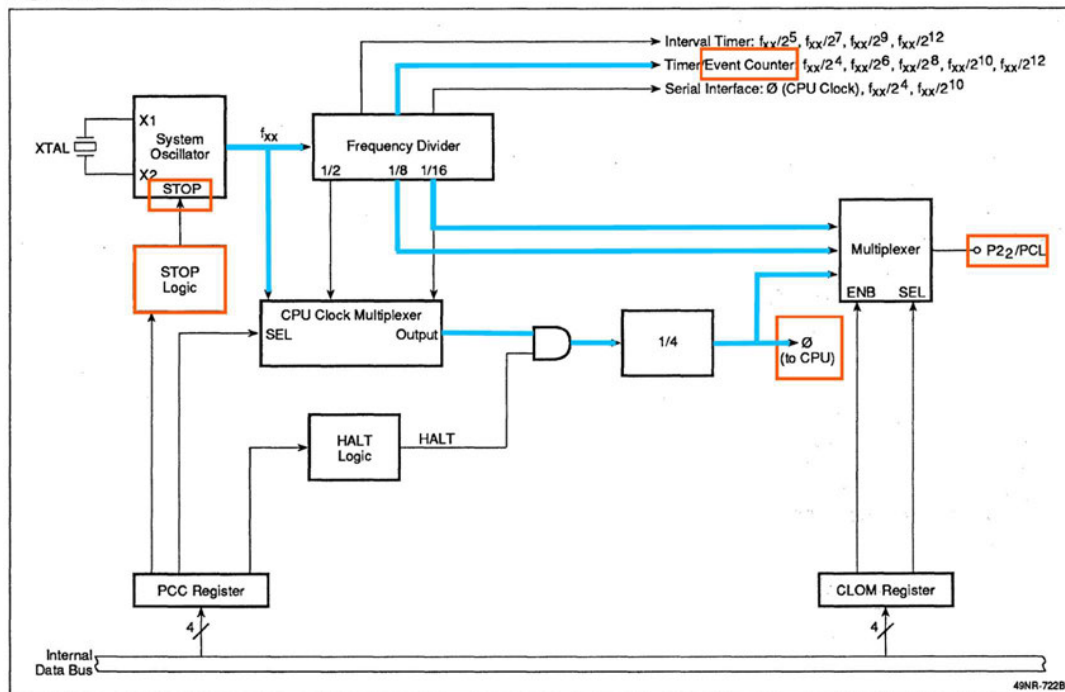 Interval Timer: fxx/2⁵, fxx/2⁷, fxx/2⁹, fxx/2¹²
Timer/Event Counter fxx/2⁴, fxx/2⁶, fxx/2⁸, fxx/2¹⁰, fxx/2¹²
Serial Interface: Ø (CPU Clock), fxx/2⁴, fxx/2¹⁰
XTAL
X1
X2
System
Oscillator
STOP
fxx
Frequency Divider
1/2
1/8
1/16
STOP
Logic
CPU Clock Multiplexer
SEL
Output
1/4
Ø
(to CPU)
Multiplexer
ENB
SEL
P2₂/PCL
HALT
Logic
HALT
PCC Register
CLOM Register
4
4
Internal
Data Bus
49NR-722B